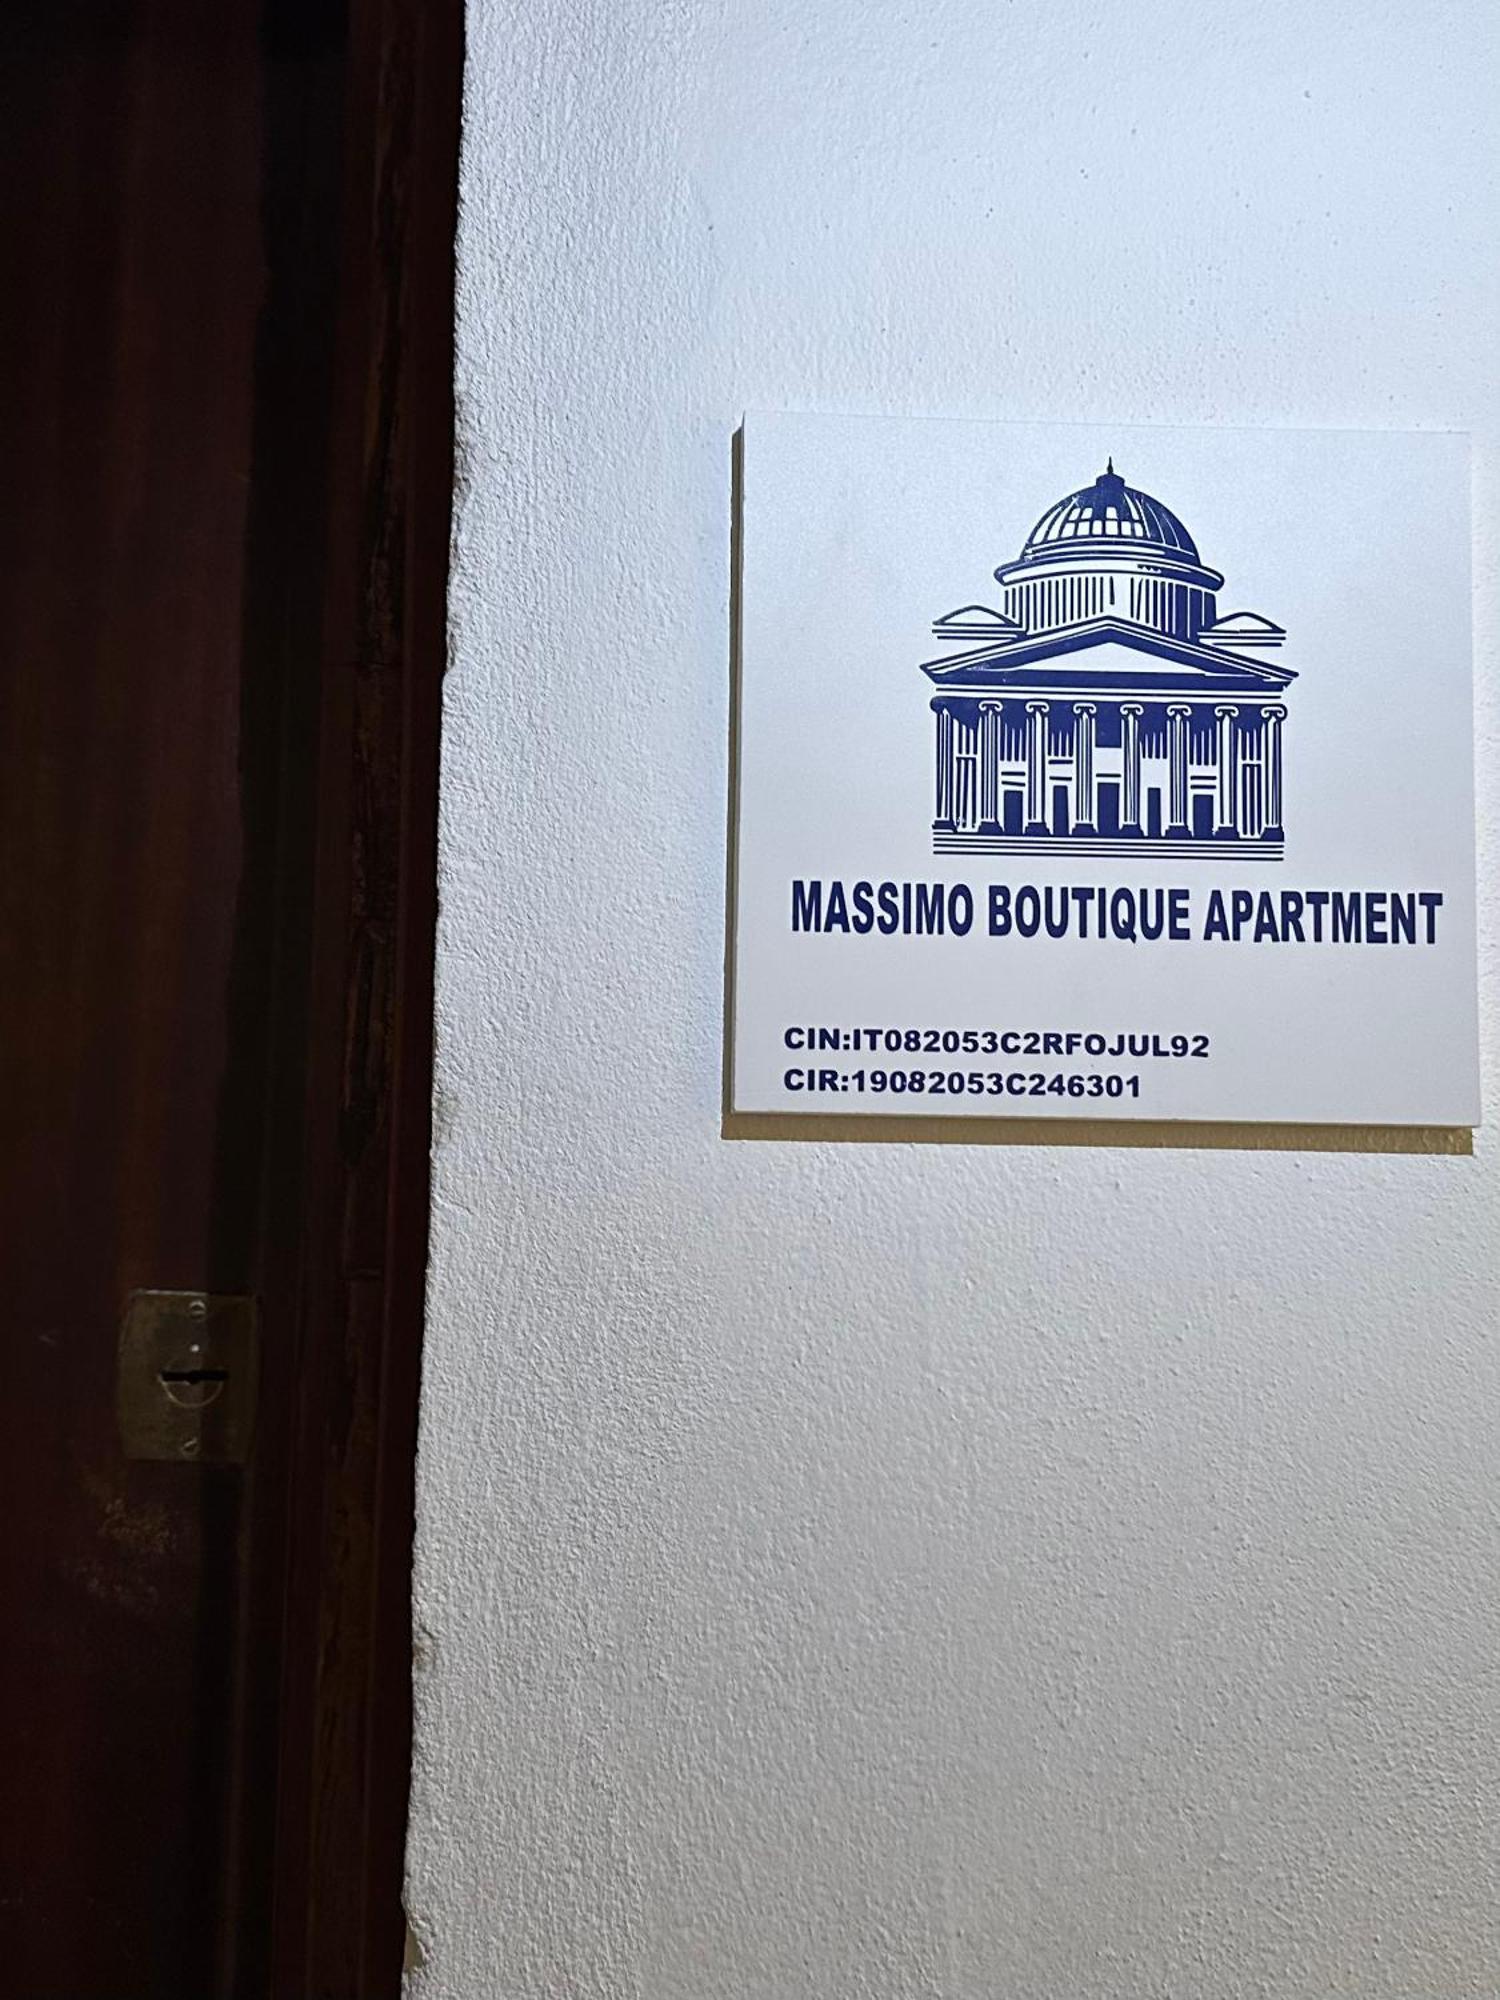 MASSIMO BOUTIQUE APARTMENT
CIN:IT082053C2RFOJUL92
CIR:19082053C246301